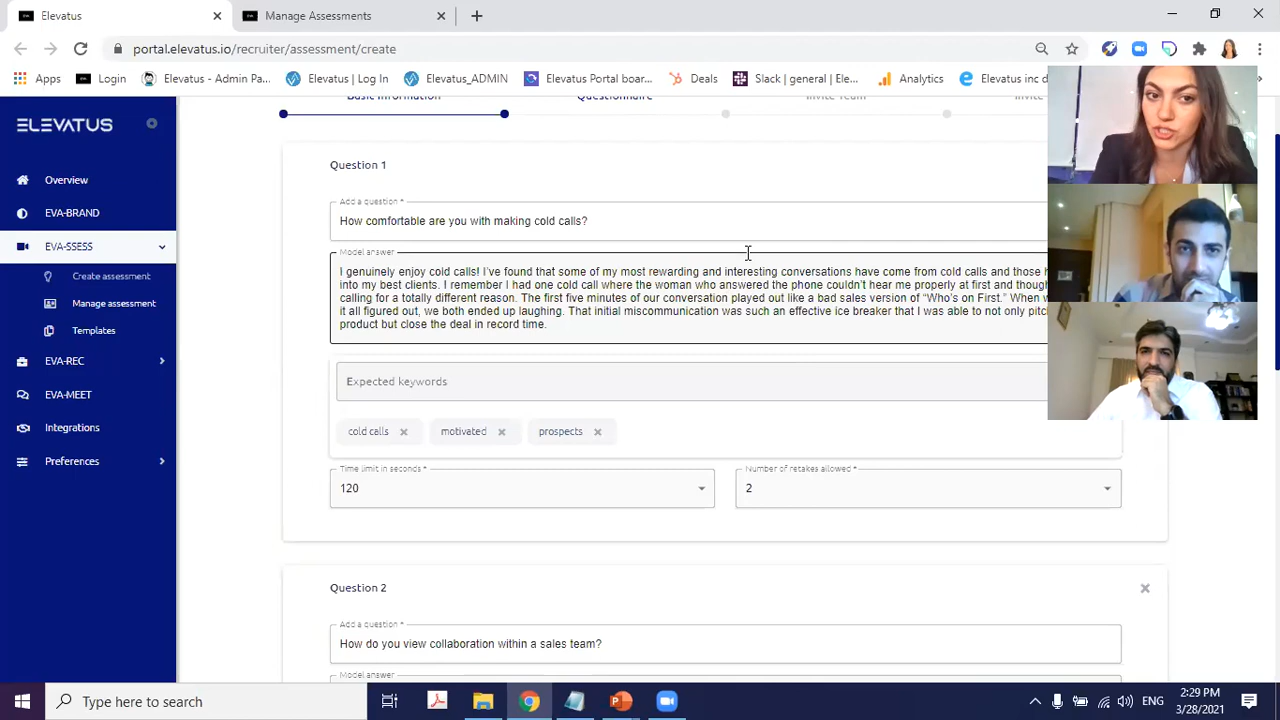 Elevatus
Manage Assessments
portal.elevatus.io/recruiter/assessment/create
Apps
Login
Elevatus - Admin Pa...
Elevatus | Log In
Elevatus_ADMIN
Elevatus Portal boar...
Deals
Slack | general | Ele...
Analytics
Elevatus inc d
Basic Information
Questionnaire
Invite Team
Invite
ELEVATUS
Overview
EVA-BRAND
EVA-SSESS
Create assessment
Manage assessment
Templates
EVA-REC
EVA-MEET
Integrations
Preferences
Question 1
Add a question *
How comfortable are you with making cold calls?
Model answer
I genuinely enjoy cold calls! I've found that some of my most rewarding and interesting conversations have come from cold calls and those h
into my best clients. I remember I had one cold call where the woman who answered the phone couldn't hear me properly at first and thoug
calling for a totally different reason. The first five minutes of our conversation played out like a bad sales version of "Who's on First." When w
it all figured out, we both ended up laughing. That initial miscommunication was such an effective ice breaker that I was able to not only pitc
product but close the deal in record time.
Expected keywords
cold calls
motivated
prospects
Time limit in seconds *
120
Number of retakes allowed *
2
Question 2
Add a question *
How do you view collaboration within a sales team?
Model answer
Type here to search
ENG
2:29 PM
3/28/2021